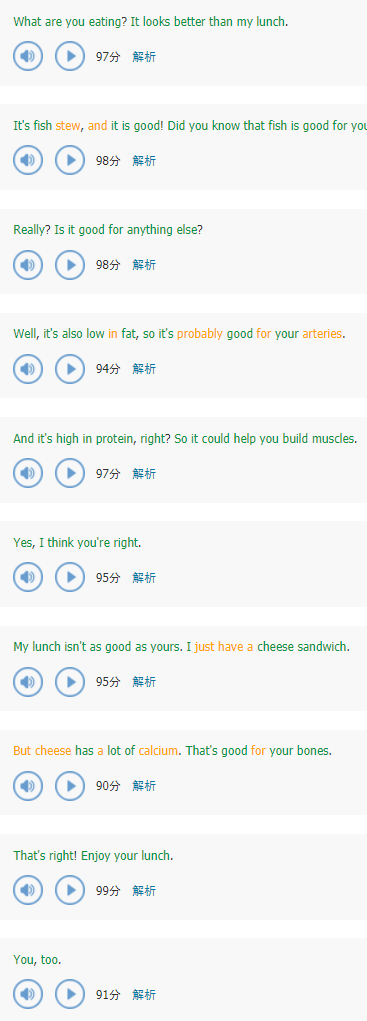 What are you eating? It looks better than my lunch.
97分 解析
It's fish stew, and it is good! Did you know that fish is good for you
98分 解析
Really? Is it good for anything else?
98分 解析
Well, it's also low in fat, so it's probably good for your arteries.
94分 解析
And it's high in protein, right? So it could help you build muscles.
97分 解析
Yes, I think you're right.
95分 解析
My lunch isn't as good as yours. I just have a cheese sandwich.
95分 解析
But cheese has a lot of calcium. That's good for your bones.
90分 解析
That's right! Enjoy your lunch.
99分 解析
You, too.
91分 解析